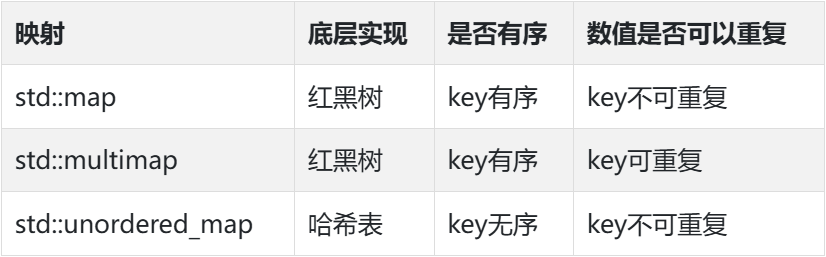 映射 底层实现 是否有序 数值是否可以重复
std::map 红黑树 key有序 key不可重复
std::multimap 红黑树 key有序 key可重复
std::unordered_map 哈希表 key无序 key不可重复